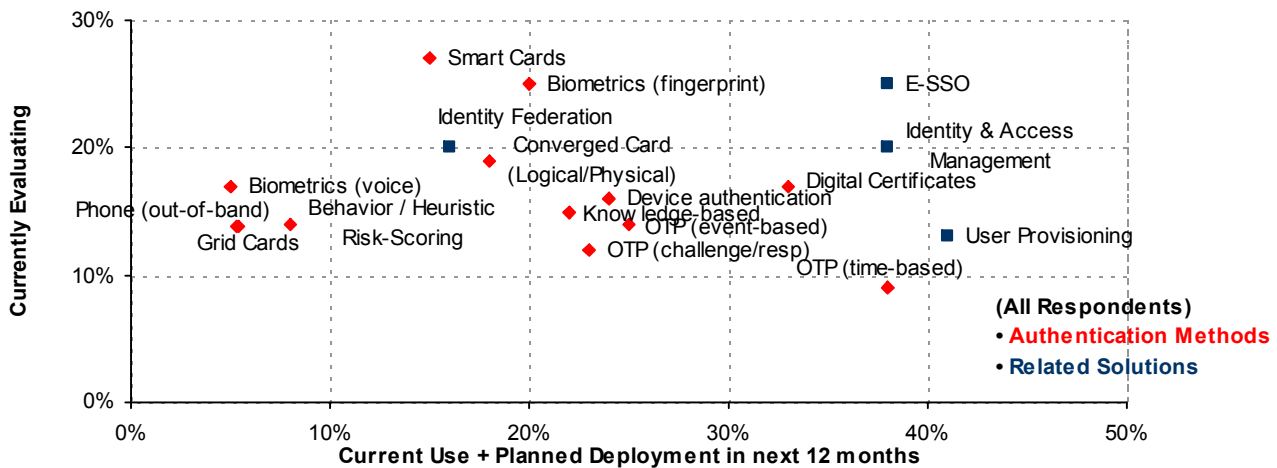 30%
Smart Cards
Biometrics (fingerprint)
E-SSO
Identity Federation
Identity & Access
Management
20%
Converged Card
(Logical/Physical)
Digital Certificates
Biometrics (voice)
Device authentication
Phone (out-of-band)
Behavior / Heuristic
Risk-Scoring
Knowledge-based
OTP (event-based)
Grid Cards
User Provisioning
OTP (challenge/resp)
OTP (time-based)
10%
(All Respondents)
• Authentication Methods
• Related Solutions
0%
0%
10%
20%
30%
40%
50%
Currently Evaluating
Current Use + Planned Deployment in next 12 months